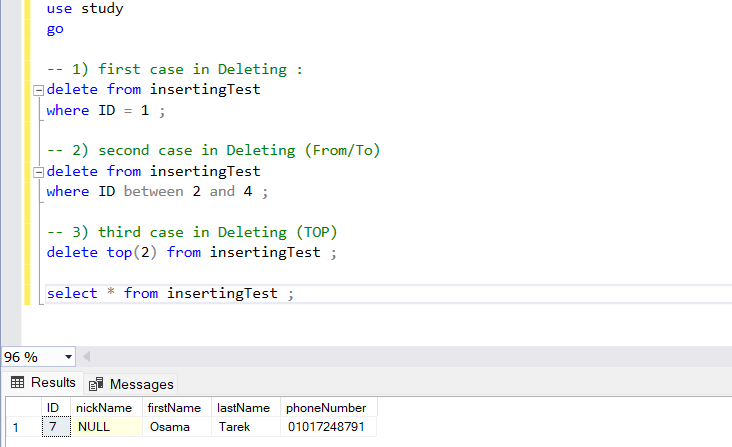 use study
go
-- 1) first case in Deleting :
delete from insertingTest
where ID = 1 ;
-- 2) second case in Deleting (From/To)
delete from insertingTest
where ID between 2 and 4 ;
-- 3) third case in Deleting (TOP)
delete top(2) from insertingTest ;
select * from insertingTest ;
96 %
Results Messages
ID nickName firstName lastName phoneNumber
1 7 NULL Osama Tarek 01017248791